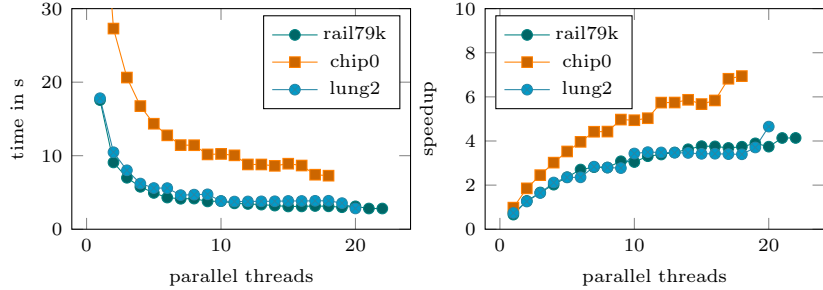 30
20
10
0
time in s
0
10
20
parallel threads
rail79k
chip0
lung2
10
8
6
4
2
0
speedup
0
10
20
parallel threads
rail79k
chip0
lung2